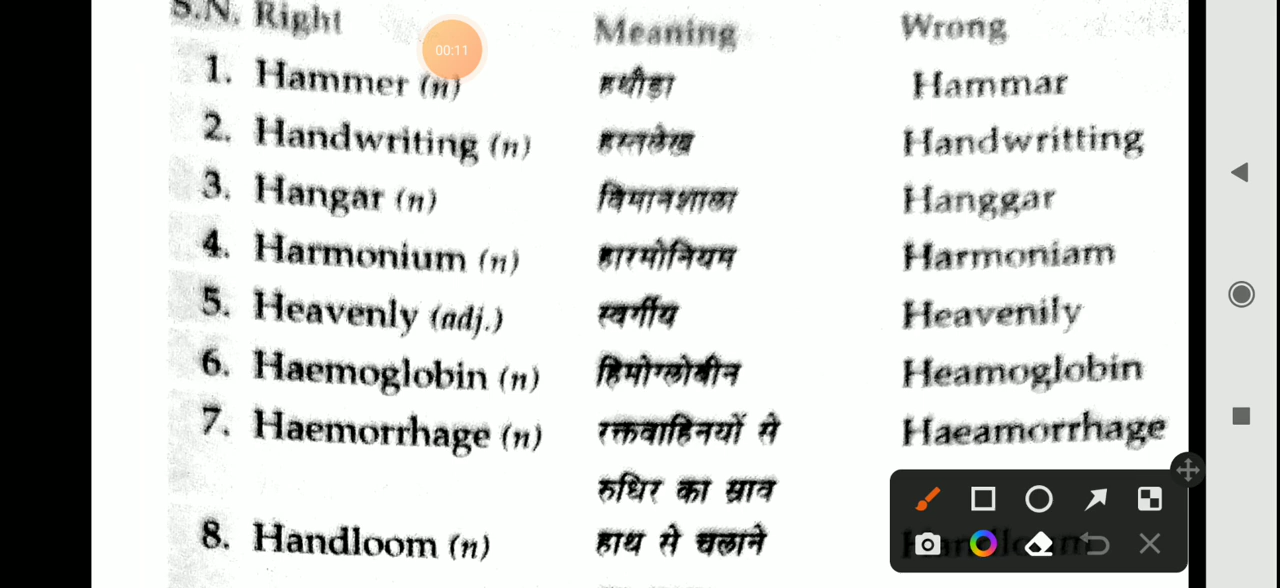 S.N. Right Meaning Wrong
00:11
1. Hammer (n) हथौड़ा Hammar
2. Handwriting (n) हस्तलेख Handwritting
3. Hangar (n) विमानशाला Hanggar
4. Harmonium (n) हारमोनियम Harmoniam
5. Heavenly (adj.) स्वर्गीय Heavenily
6. Haemoglobin (n) हिमोग्लोबीन Heamoglobin
7. Haemorrhage (n) रक्तवाहिनयों से Haeamorrhage
रुधिर का स्राव
8. Handloom (n) हाथ से चलाने